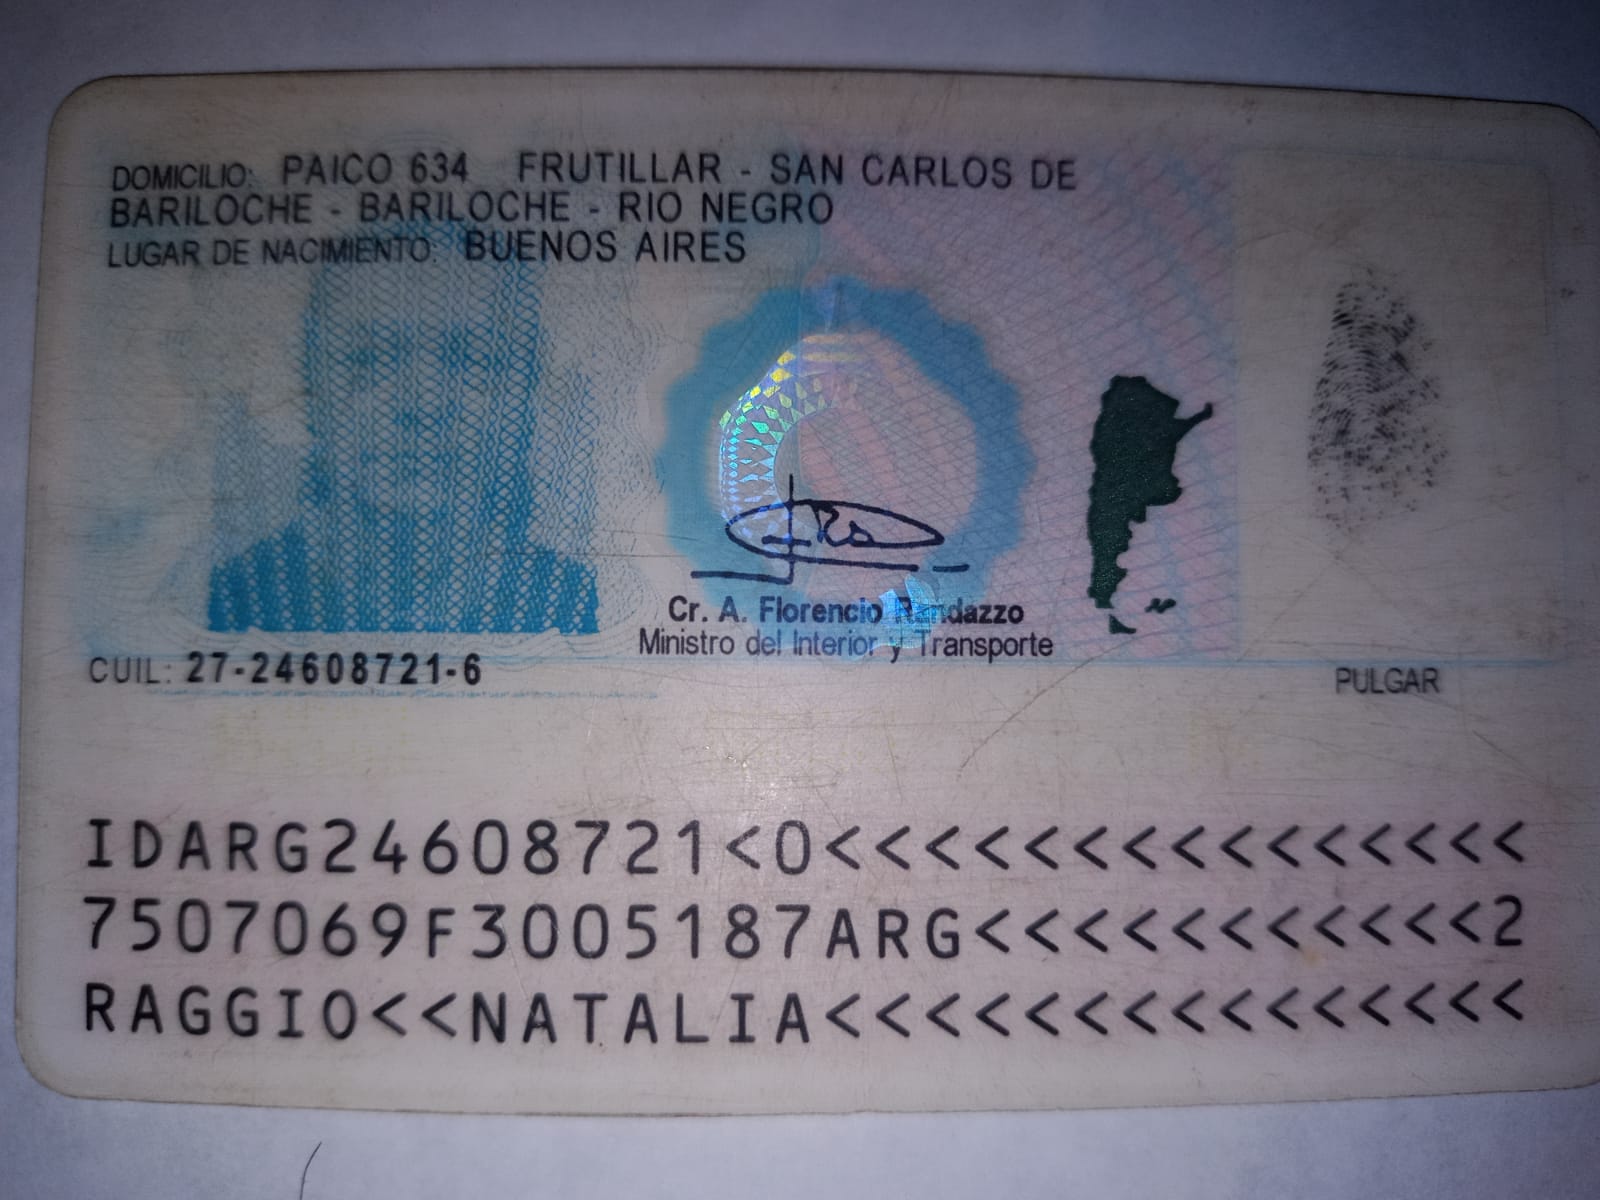 DOMICILIO: PAICO 634 FRUTILLAR - SAN CARLOS DE
BARILOCHE - BARILOCHE - RIO NEGRO
LUGAR DE NACIMIENTO: BUENOS AIRES
Cr. A. Florencio Randazzo
Ministro del Interior y Transporte
CUIL: 27-24608721-6
PULGAR
IDARG24608721<0<<<<<<<<<<<<<<<
7507069F3005187ARG<<<<<<<<<<<2
RAGGIO<<NATALIA<<<<<<<<<<<<<<<